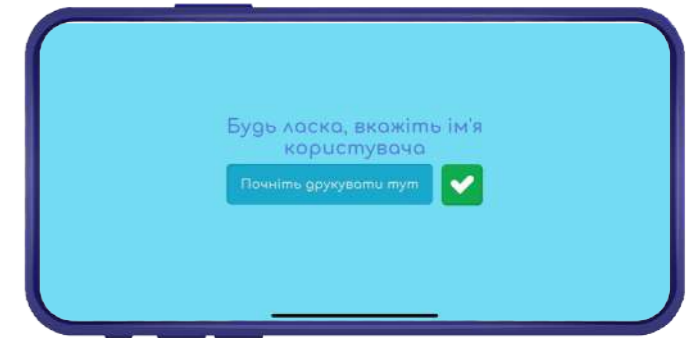 Будь ласка, вкажіть ім'я
користувача
Почніть друкувати тут